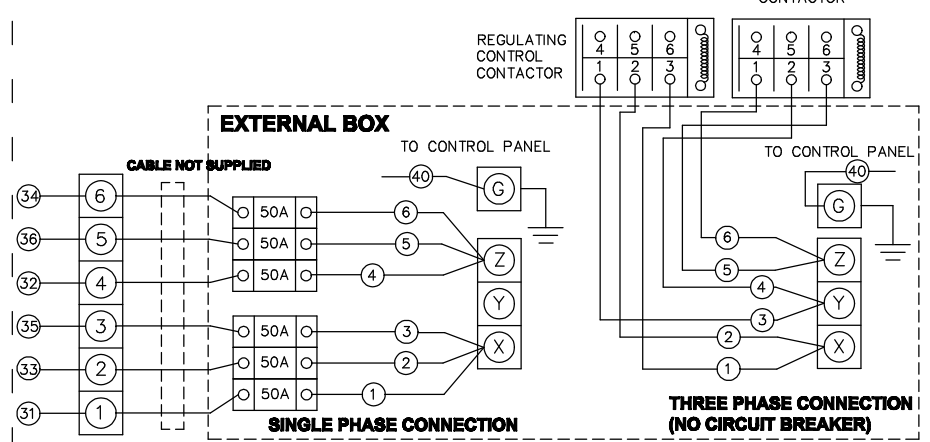 CONTACTOR
REGULATING
CONTROL
CONTACTOR
4 5 6
1 2 3
4 5 6
1 2 3
EXTERNAL BOX
CABLE NOT SUPPLIED
TO CONTROL PANEL
40
G
TO CONTROL PANEL
40
G
34 6 50A 6
36 5 50A 5 Z
32 4 50A 4
Y
35 3 50A 3
33 2 50A 2 X
31 1 50A 1
6
5 Z
4
3 Y
2
1 X
SINGLE PHASE CONNECTION
THREE PHASE CONNECTION
(NO CIRCUIT BREAKER)